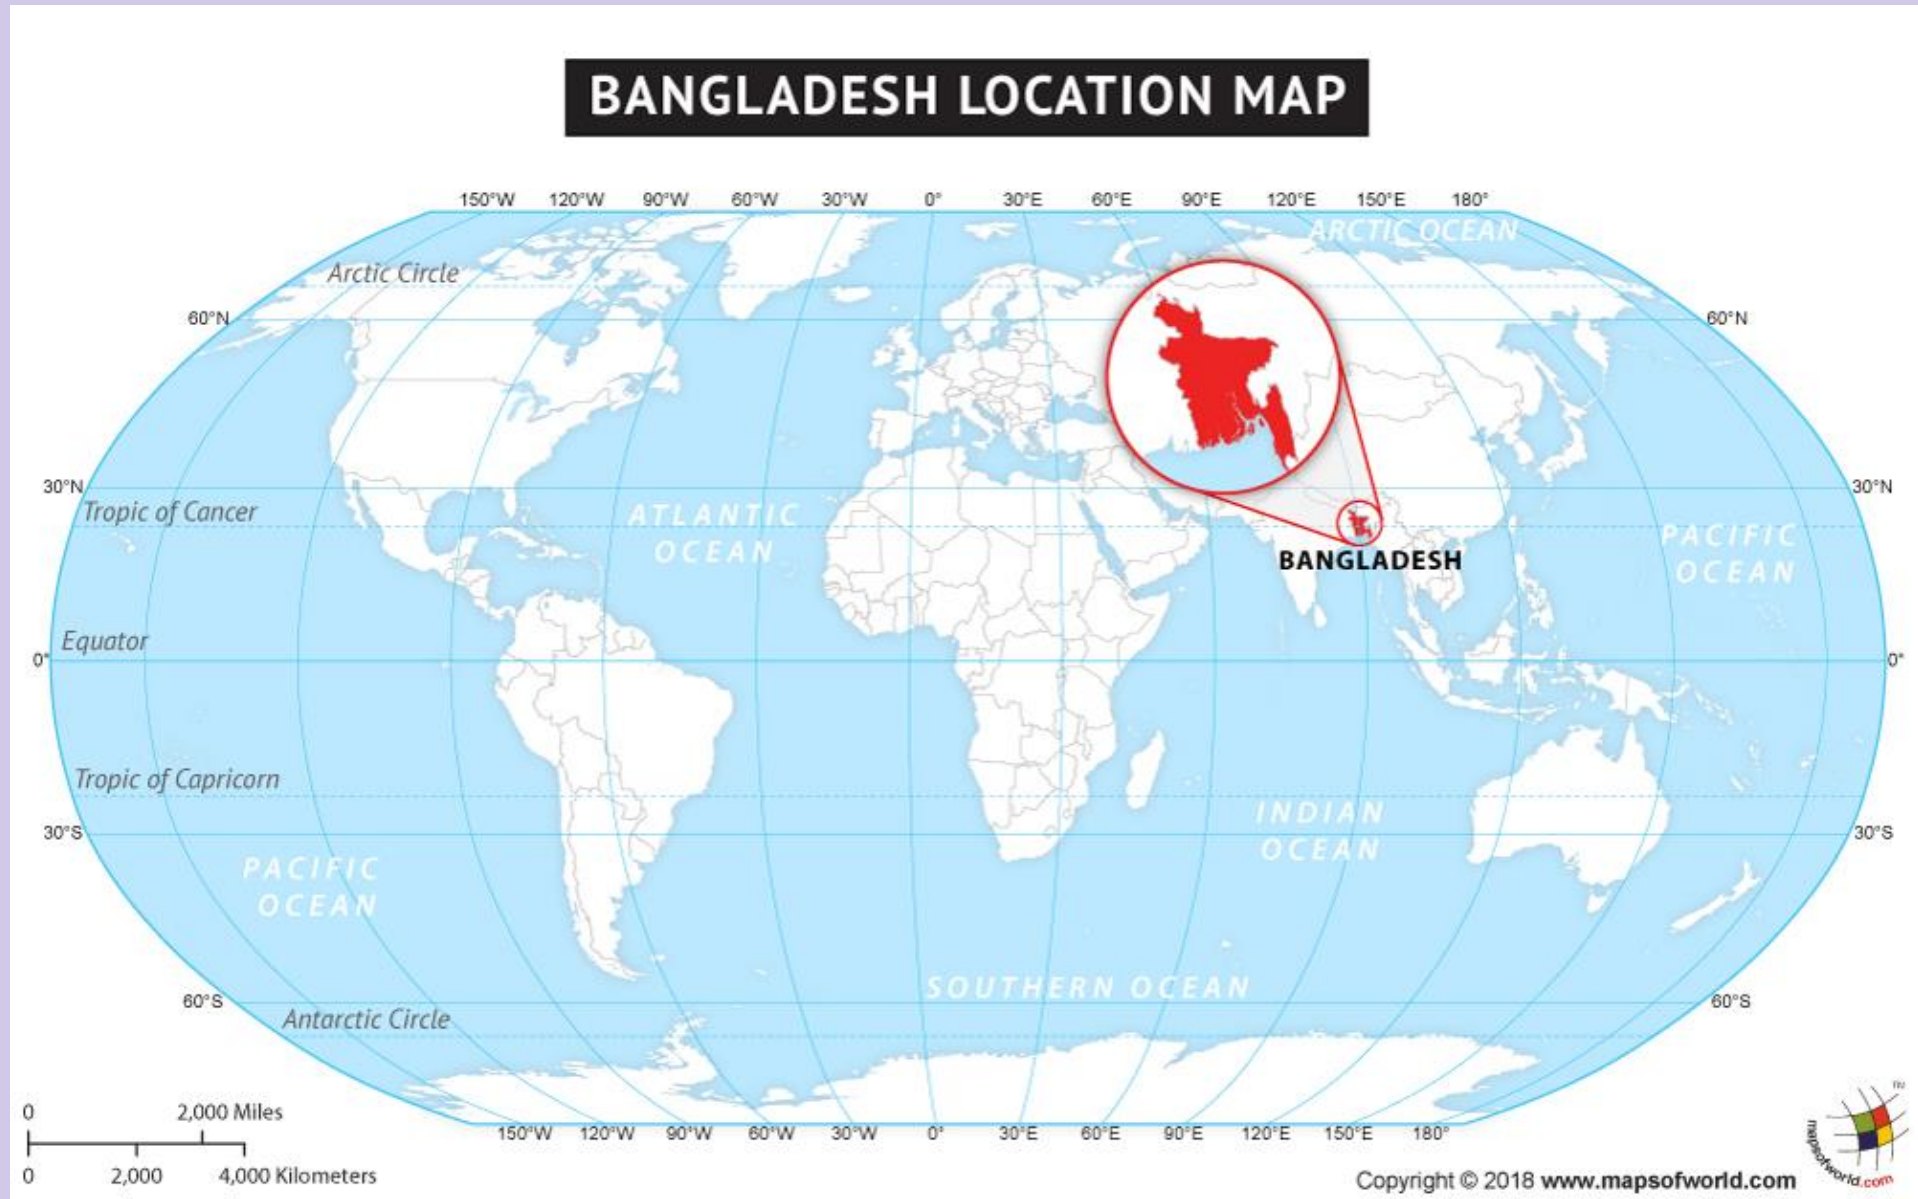 BANGLADESH LOCATION MAP
150°W 120°W 90°W 60°W 30°W 0° 30°E 60°E 90°E 120°E 150°E 180°
ARCTIC OCEAN
Arctic Circle
60°N 60°N
30°N 30°N
Tropic of Cancer
ATLANTIC
OCEAN
PACIFIC
OCEAN
BANGLADESH
Equator
0° 0°
Tropic of Capricorn
INDIAN
OCEAN
30°S 30°S
PACIFIC
OCEAN
SOUTHERN OCEAN
60°S 60°S
Antarctic Circle
150°W 120°W 90°W 60°W 30°W 0° 30°E 60°E 90°E 120°E 150°E 180°
0 2,000 Miles
0 2,000 4,000 Kilometers
Copyright © 2018 www.mapsofworld.com
mapsofworld.com
TM